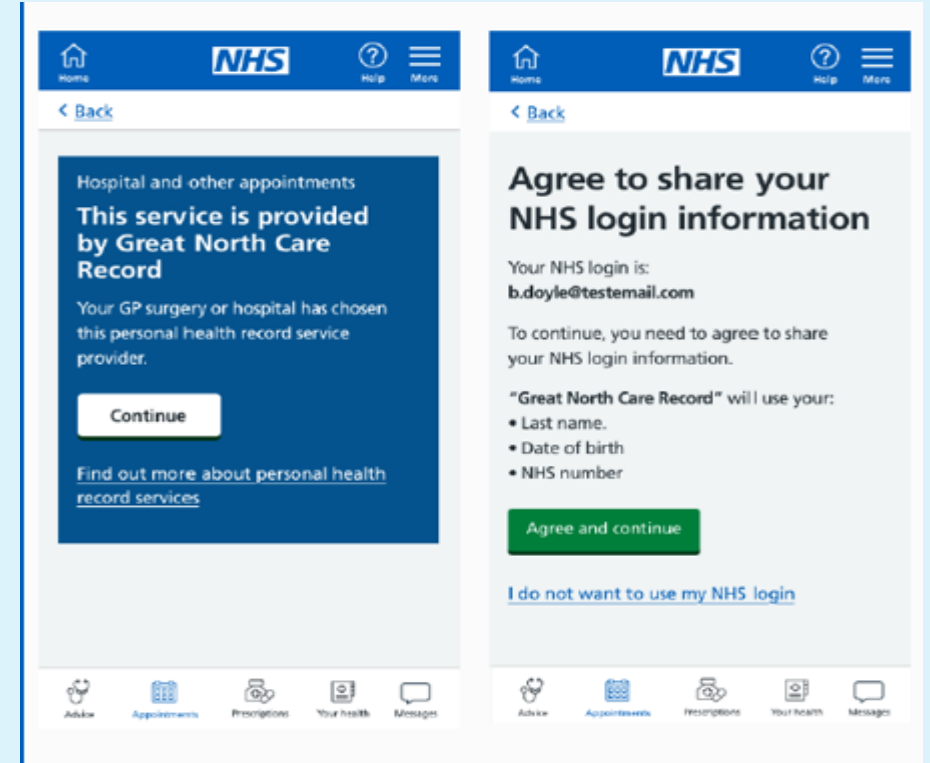 NHS
Home
Help
More
Back
Hospital and other appointments
This service is provided
by Great North Care
Record
Your GP surgery or hospital has chosen
this personal health record service
provider.
Continue
Find out more about personal health
record services
Advice
Appointments
Prescriptions
Your health
Messages
NHS
Home
Help
More
Back
Agree to share your
NHS login information
Your NHS login is:
b.doyle@testemail.com
To continue, you need to agree to share
your NHS login information.
"Great North Care Record" will use your:
• Last name.
• Date of birth
• NHS number
Agree and continue
I do not want to use my NHS login
Advice
Appointments
Prescriptions
Your health
Messages